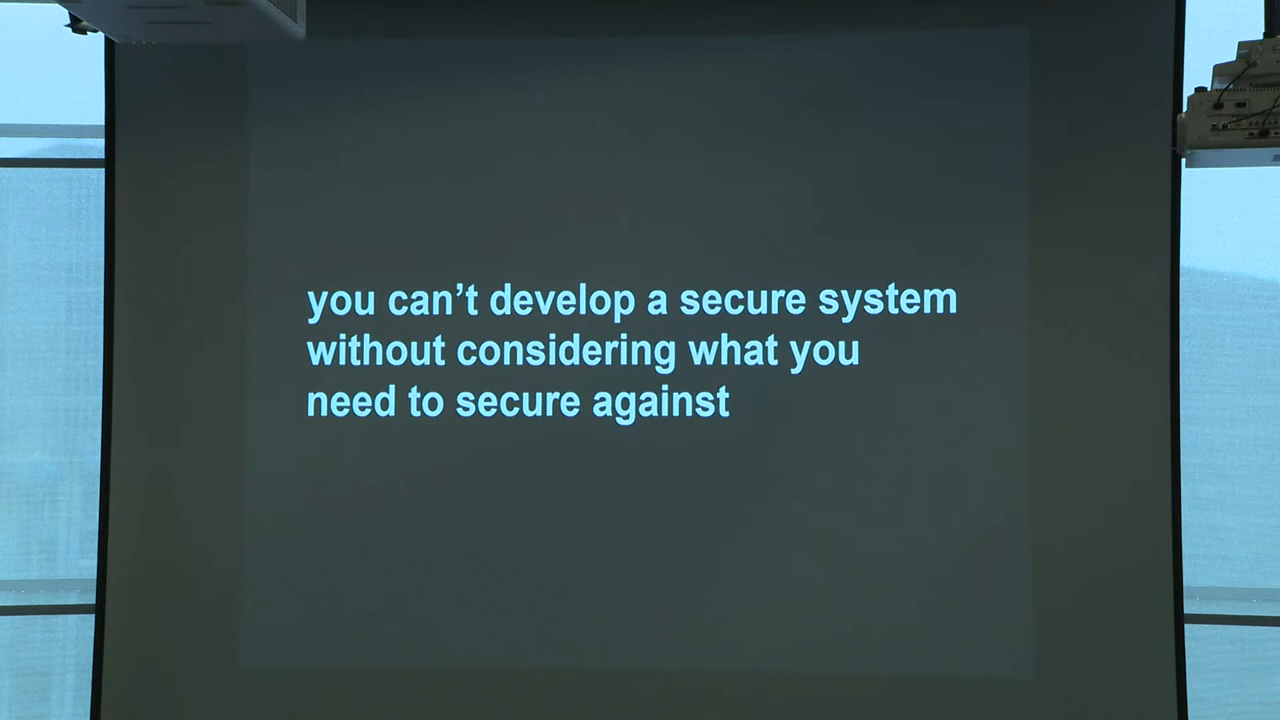 you can’t develop a secure system
without considering what you
need to secure against